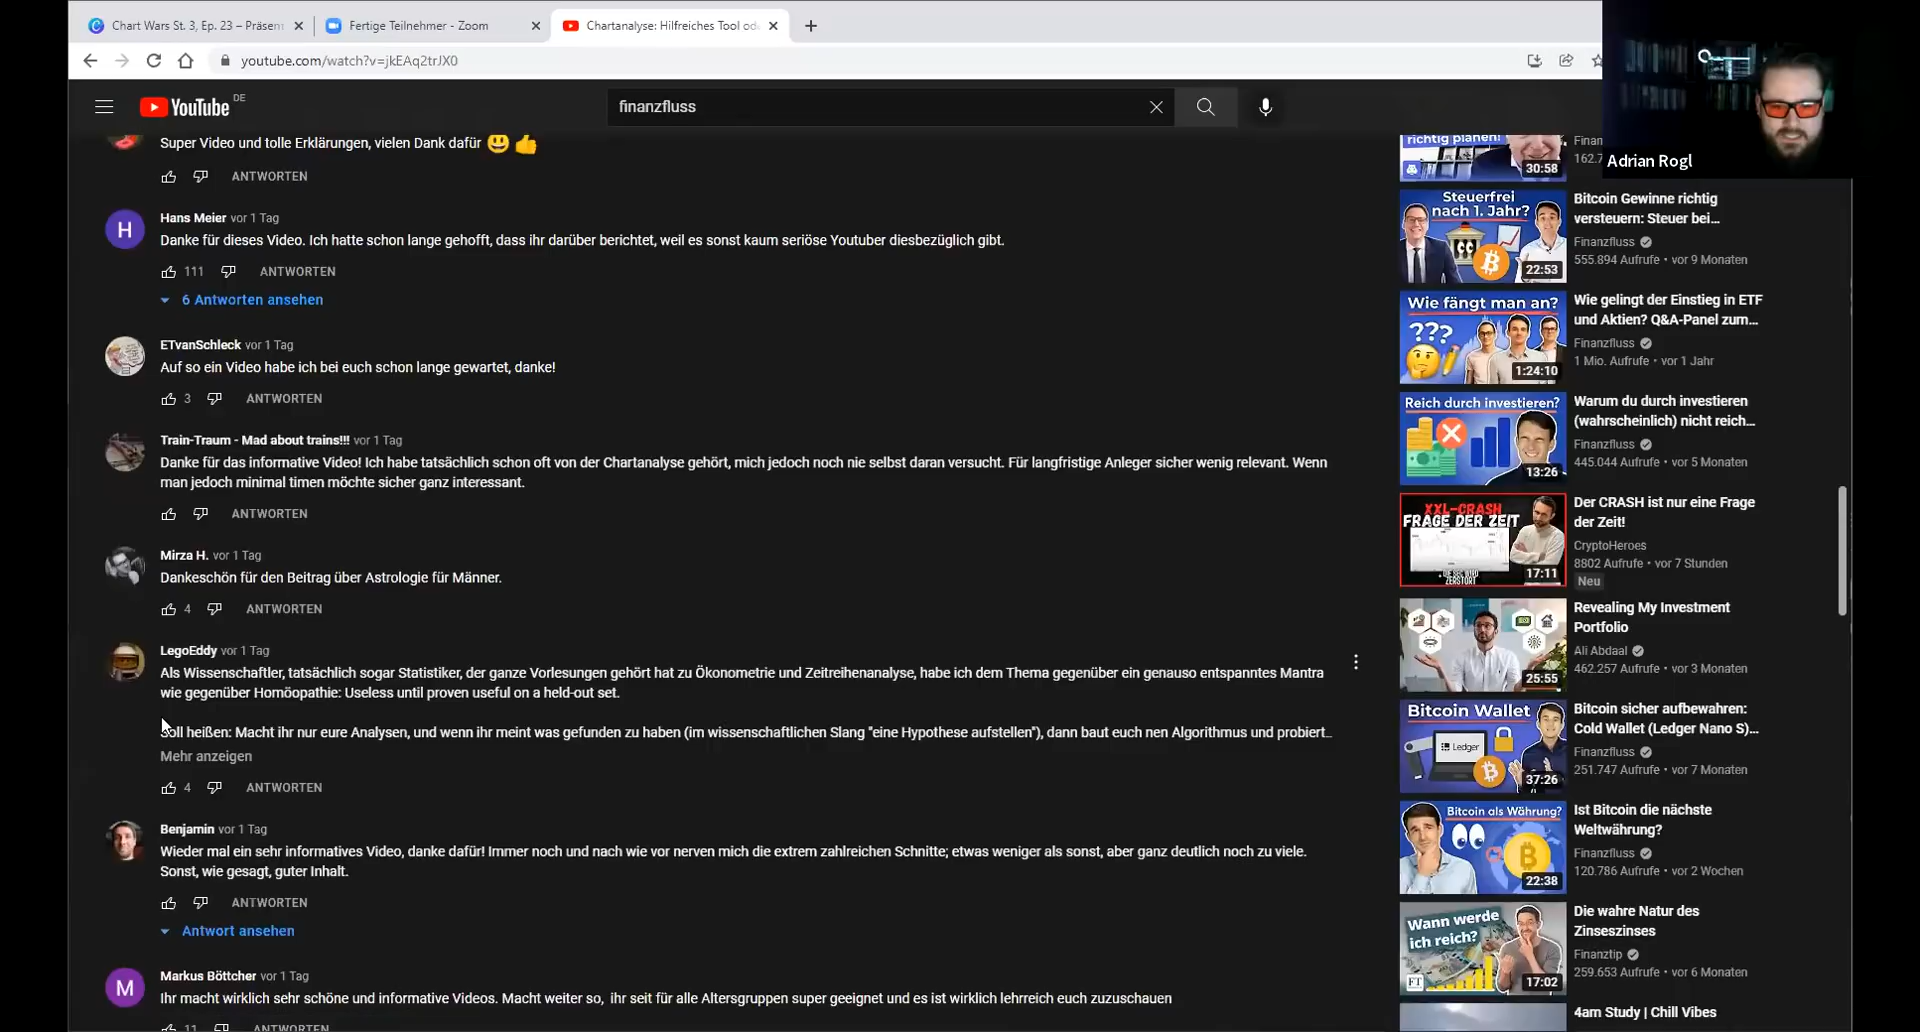 Chart Wars St. 3, Ep. 23 – Präsen
Fertige Teilnehmer - Zoom
Chartanalyse: Hilfreiches Tool od
youtube.com/watch?v=jkEAq2trJX0
YouTube DE
finanzfluss
Adrian Rogl
Super Video und tolle Erklärungen, vielen Dank dafür 😃 👍
ANTWORTEN
H
Hans Meier vor 1 Tag
Danke für dieses Video. Ich hatte schon lange gehofft, dass ihr darüber berichtet, weil es sonst kaum seriöse Youtuber diesbezüglich gibt.
111 ANTWORTEN
6 Antworten ansehen
ETvanSchleck vor 1 Tag
Auf so ein Video habe ich bei euch schon lange gewartet, danke!
3 ANTWORTEN
Train-Traum - Mad about trains!!! vor 1 Tag
Danke für das informative Video! Ich habe tatsächlich schon oft von der Chartanalyse gehört, mich jedoch noch nie selbst daran versucht. Für langfristige Anleger sicher wenig relevant. Wenn
man jedoch minimal timen möchte sicher ganz interessant.
ANTWORTEN
Mirza H. vor 1 Tag
Dankeschön für den Beitrag über Astrologie für Männer.
4 ANTWORTEN
LegoEddy vor 1 Tag
Als Wissenschaftler, tatsächlich sogar Statistiker, der ganze Vorlesungen gehört hat zu Ökonometrie und Zeitreihenanalyse, habe ich dem Thema gegenüber ein genauso entspanntes Mantra
wie gegenüber Homöopathie: Useless until proven useful on a held-out set.
oll heißen: Macht ihr nur eure Analysen, und wenn ihr meint was gefunden zu haben (im wissenschaftlichen Slang "eine Hypothese aufstellen"), dann baut euch nen Algorithmus und probiert...
Mehr anzeigen
4 ANTWORTEN
Benjamin vor 1 Tag
Wieder mal ein sehr informatives Video, danke dafür! Immer noch und nach wie vor nerven mich die extrem zahlreichen Schnitte; etwas weniger als sonst, aber ganz deutlich noch zu viele.
Sonst, wie gesagt, guter Inhalt.
ANTWORTEN
Antwort ansehen
M
Markus Böttcher vor 1 Tag
Ihr macht wirklich sehr schöne und informative Videos. Macht weiter so, ihr seit für alle Altersgruppen super geeignet und es ist wirklich lehrreich euch zuzuschauen
11 ANTWORTEN
richtig planen!
30:58
Finan
162.7
Steuerfrei
nach 1. Jahr?
22:53
Bitcoin Gewinne richtig
versteuern: Steuer bei...
Finanzfluss
555.894 Aufrufe • vor 9 Monaten
Wie fängt man an?
???
1:24:10
Wie gelingt der Einstieg in ETF
und Aktien? Q&A-Panel zum...
Finanzfluss
1 Mio. Aufrufe • vor 1 Jahr
Reich durch investieren?
13:26
Warum du durch investieren
(wahrscheinlich) nicht reich...
Finanzfluss
445.044 Aufrufe • vor 5 Monaten
XXL-CRASH
FRAGE DER ZEIT
17:11
Der CRASH ist nur eine Frage
der Zeit!
CryptoHeroes
8802 Aufrufe • vor 7 Stunden
Neu
25:55
Revealing My Investment
Portfolio
Ali Abdaal
462.257 Aufrufe • vor 3 Monaten
Bitcoin Wallet
Ledger
37:26
Bitcoin sicher aufbewahren:
Cold Wallet (Ledger Nano S)...
Finanzfluss
251.747 Aufrufe • vor 7 Monaten
Bitcoin als Währung?
22:38
Ist Bitcoin die nächste
Weltwährung?
Finanzfluss
120.786 Aufrufe • vor 2 Wochen
Wann werde
ich reich?
FT
17:02
Die wahre Natur des
Zinseszinses
Finanztip
259.653 Aufrufe • vor 6 Monaten
4am Study | Chill Vibes